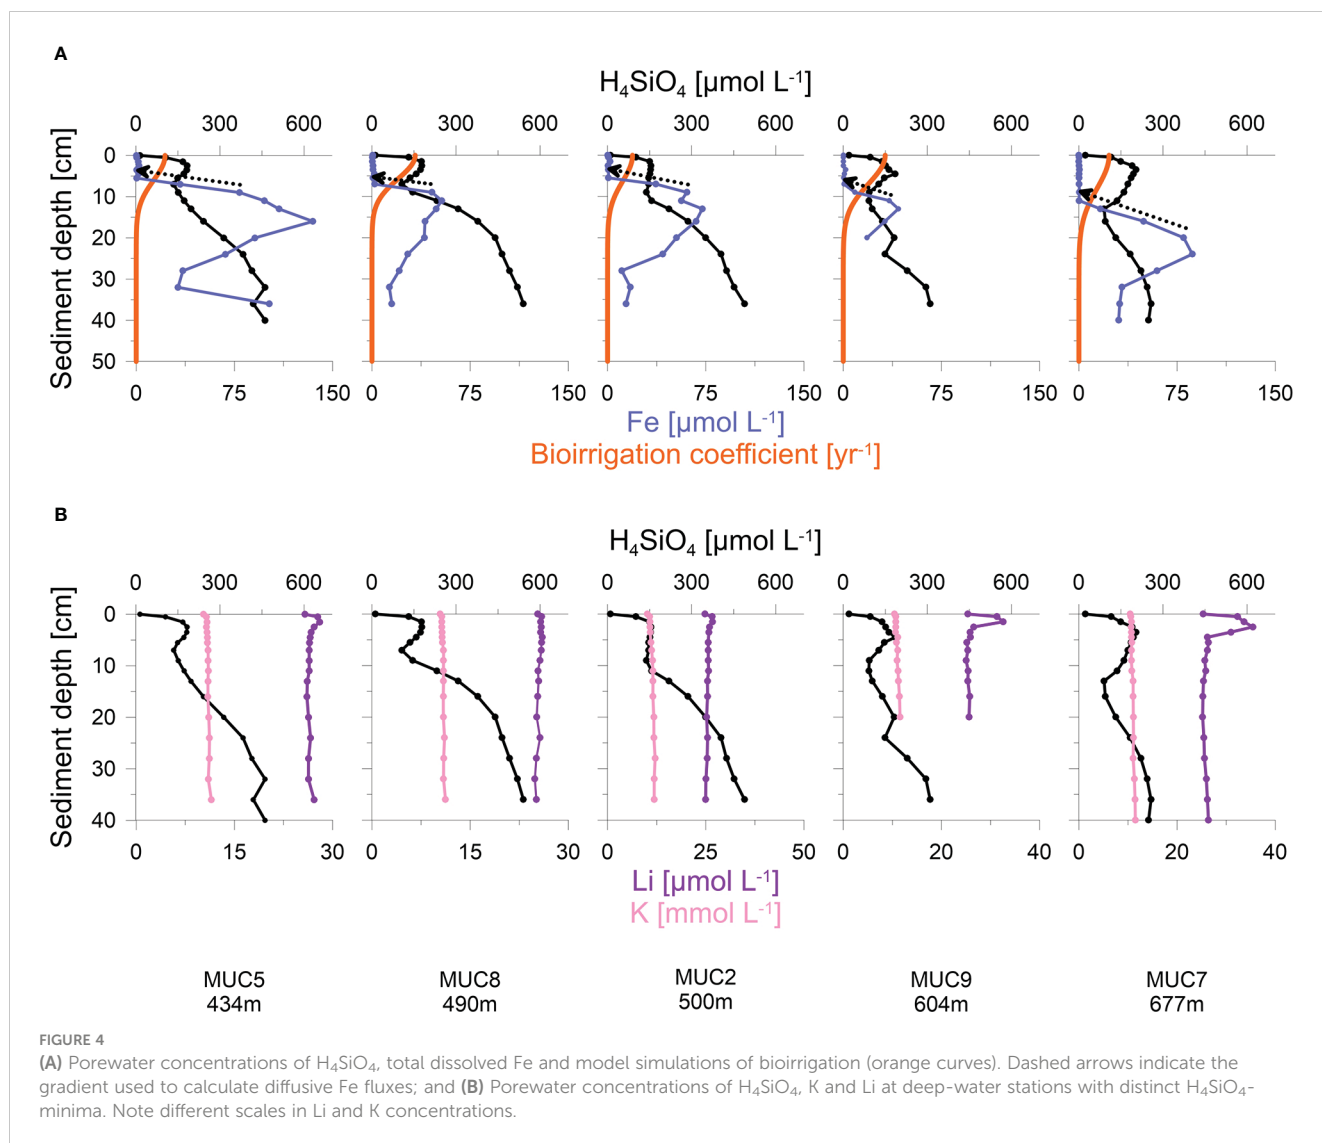 A
H₄SiO₄ [µmol L⁻¹]
0 300 600 0 300 600 0 300 600 0 300 600 0 300 600
Sediment depth [cm]
0
10
20
30
40
50
0 75 150 0 75 150 0 75 150 0 75 150 0 75 150
Fe [µmol L⁻¹]
Bioirrigation coefficient [yr⁻¹]
B
H₄SiO₄ [µmol L⁻¹]
0 300 600 0 300 600 0 300 600 0 300 600 0 300 600
Sediment depth [cm]
0
10
20
30
40
0 15 30 0 15 30 0 25 50 0 20 40 0 20 40
Li [µmol L⁻¹]
K [mmol L⁻¹]
MUC5 MUC8 MUC2 MUC9 MUC7
434m 490m 500m 604m 677m
FIGURE 4
(A) Porewater concentrations of H₄SiO₄, total dissolved Fe and model simulations of bioirrigation (orange curves). Dashed arrows indicate the
gradient used to calculate diffusive Fe fluxes; and (B) Porewater concentrations of H₄SiO₄, K and Li at deep-water stations with distinct H₄SiO₄-
minima. Note different scales in Li and K concentrations.